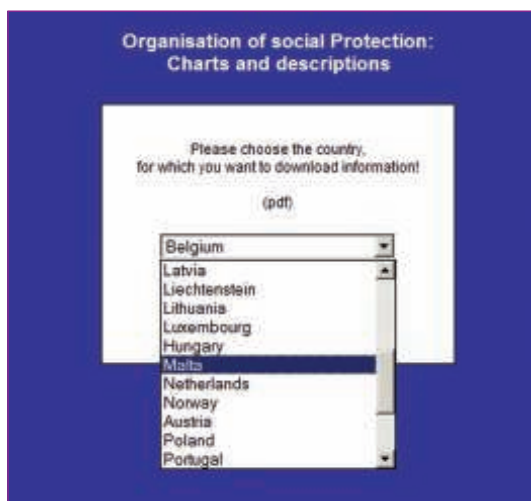 Organisation of social Protection:
Charts and descriptions
Please choose the country,
for which you want to download information!
(pdf)
Belgium
Latvia
Liechtenstein
Lithuania
Luxembourg
Hungary
Malta
Netherlands
Norway
Austria
Poland
Portugal